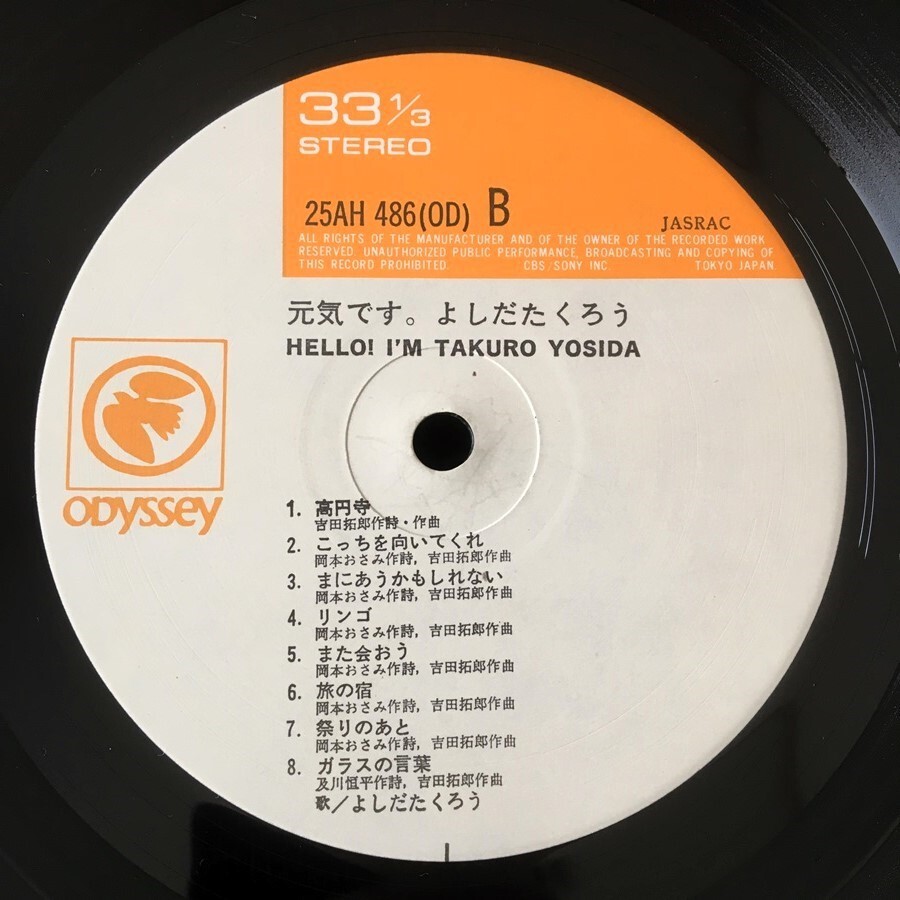 33 1/3
STEREO
25AH 486(OD) B
JASRAC
ALL RIGHTS OF THE MANUFACTURER AND OF THE OWNER OF THE RECORDED WORK
RESERVED. UNAUTHORIZED PUBLIC PERFORMANCE, BROADCASTING AND COPYING OF
THIS RECORD PROHIBITED. CBS/SONY INC. TOKYO JAPAN
元気です。よしだたくろう
HELLO! I'M TAKURO YOSIDA
ODYSSEY
1. 高円寺
吉田拓郎作詩・作曲
2. こっちを向いてくれ
岡本おさみ作詩, 吉田拓郎作曲
3. まにあうかもしれない
岡本おさみ作詩, 吉田拓郎作曲
4. リンゴ
岡本おさみ作詩, 吉田拓郎作曲
5. また会おう
岡本おさみ作詩, 吉田拓郎作曲
6. 旅の宿
岡本おさみ作詩, 吉田拓郎作曲
7. 祭りのあと
岡本おさみ作詩, 吉田拓郎作曲
8. ガラスの言葉
及川恒平作詩, 吉田拓郎作曲
歌/よしだたくろう